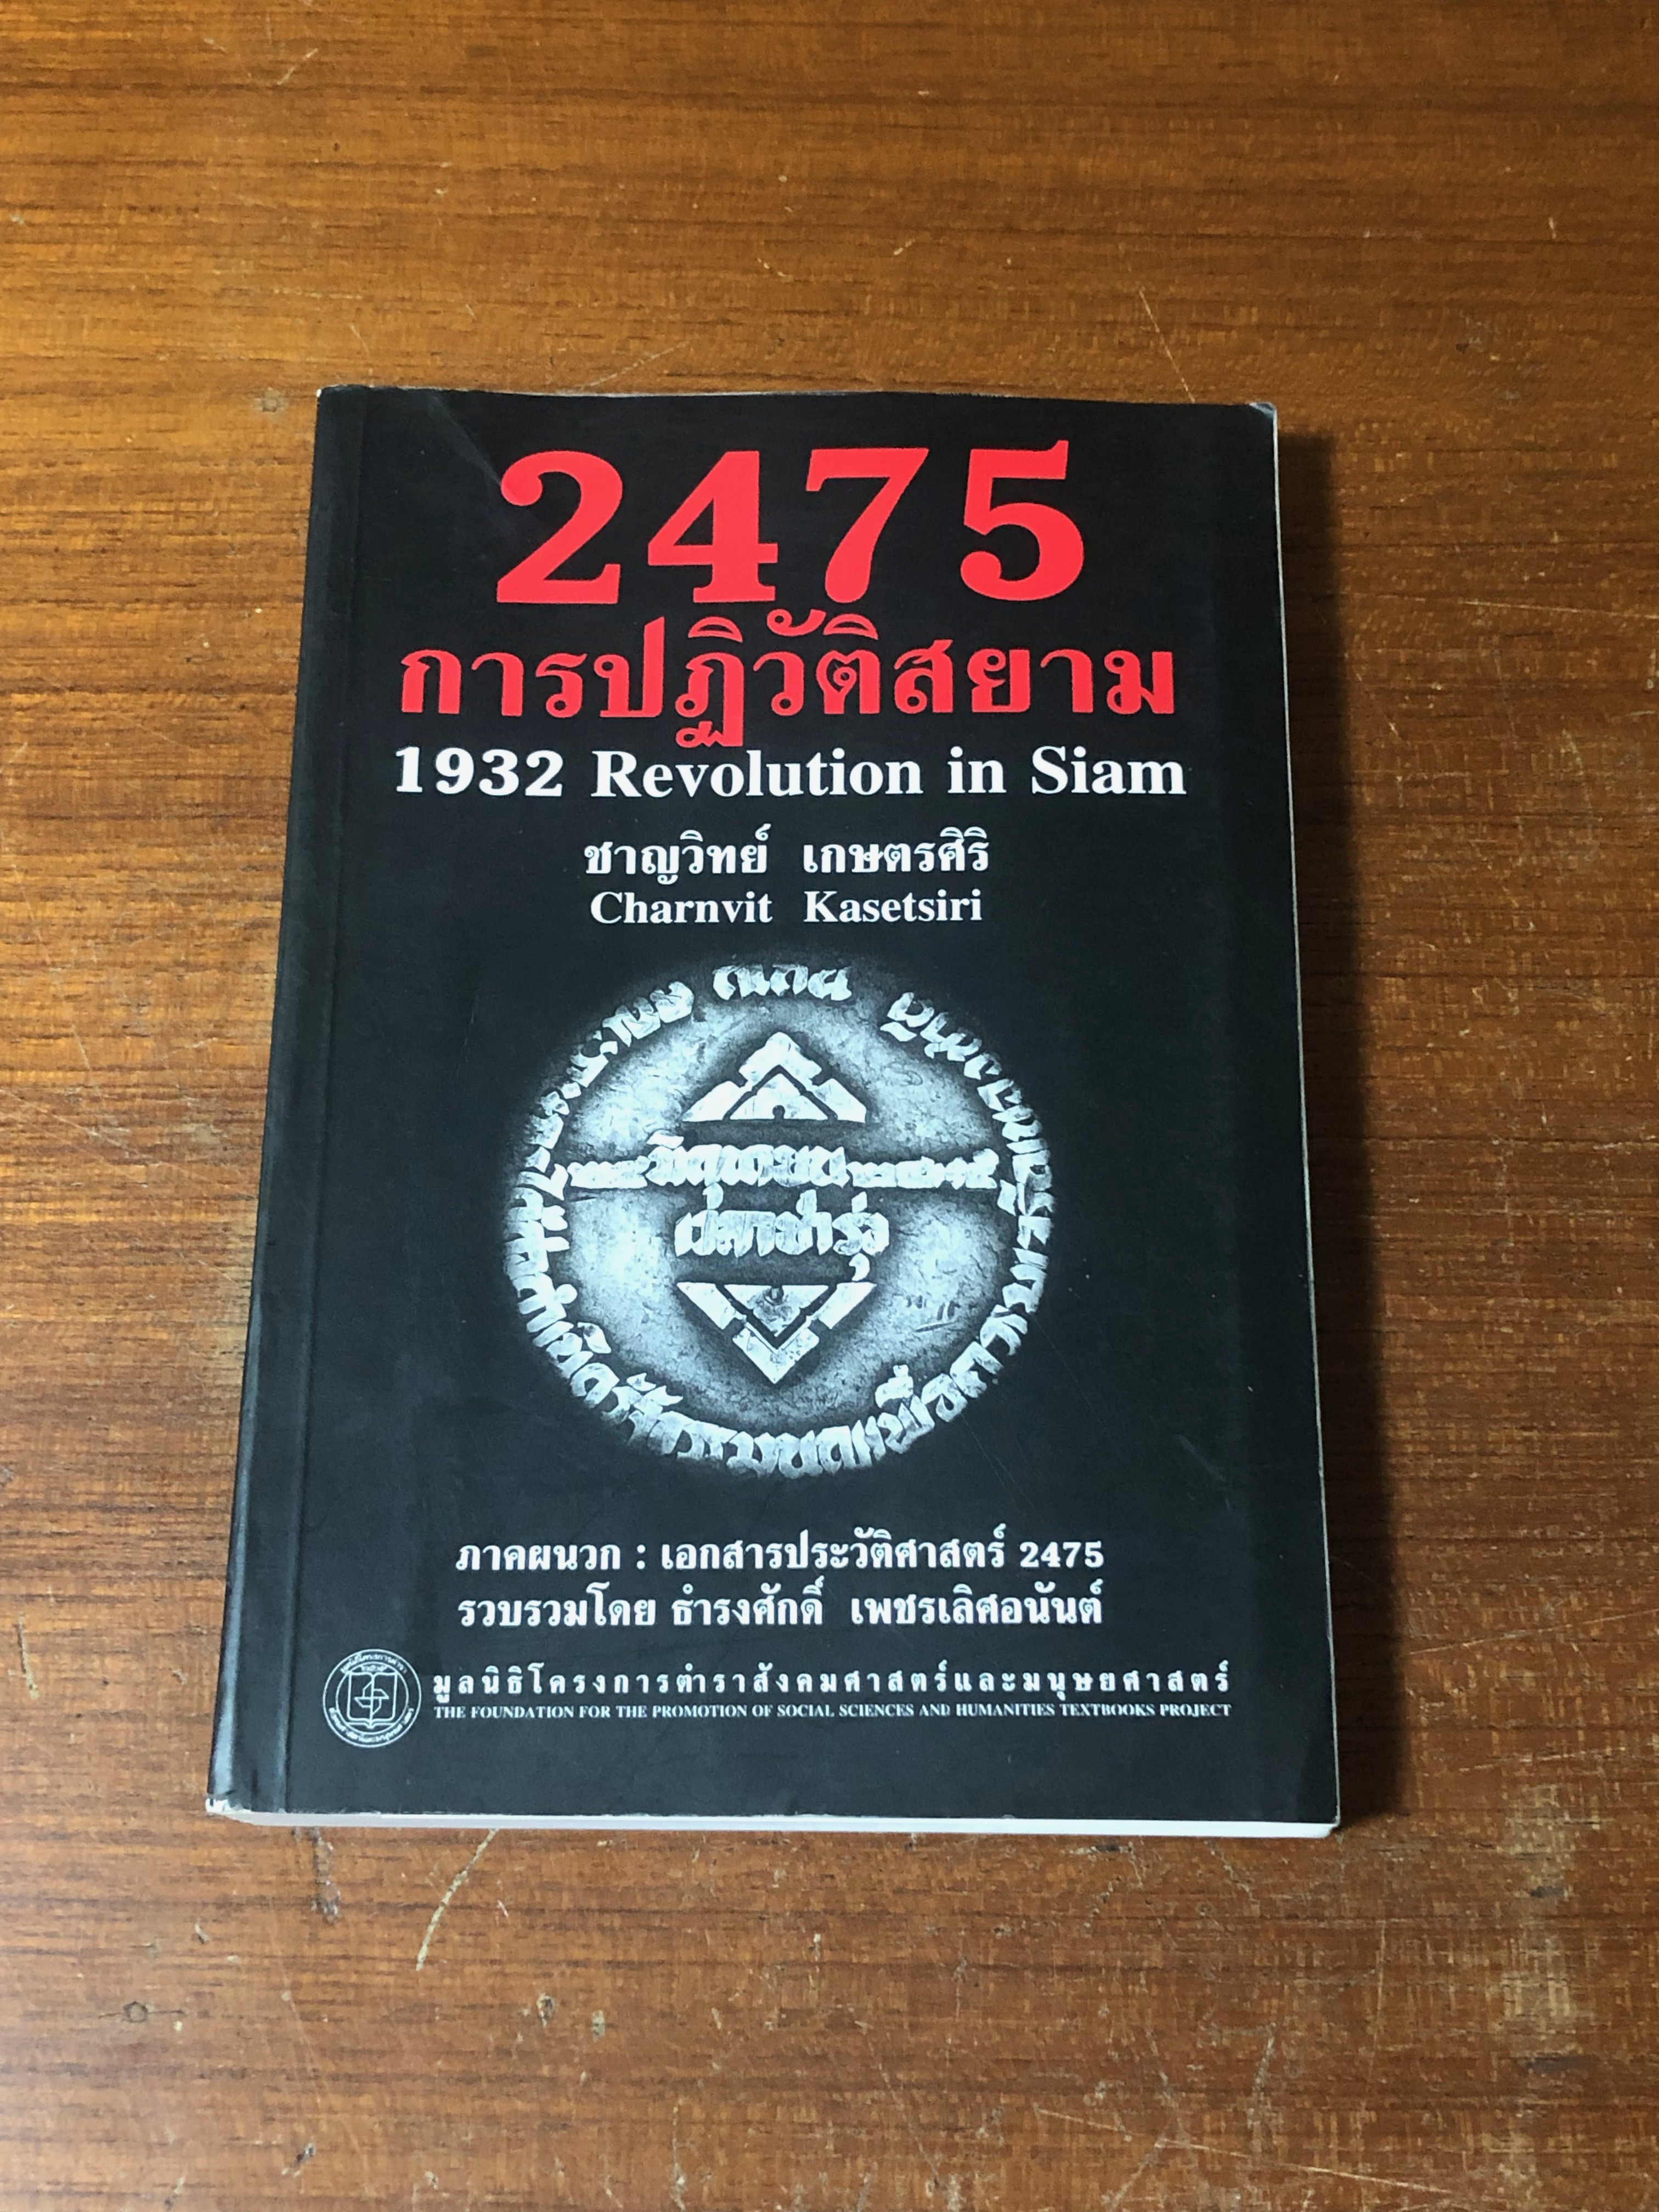 2475
การปฏิวัติสยาม
1932 Revolution in Siam
ชาญวิทย์ เกษตรศิริ
Charnvit Kasetsiri
ภาคผนวก : เอกสารประวัติศาสตร์ 2475
รวบรวมโดย ธำรงศักดิ์ เพชรเลิศอนันต์
มูลนิธิโครงการตำราสังคมศาสตร์และมนุษยศาสตร์
THE FOUNDATION FOR THE PROMOTION OF SOCIAL SCIENCES AND HUMANITIES TEXTBOOKS PROJECT